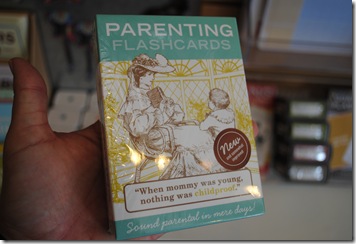 PARENTING
FLASHCARDS
New
"When mommy was young,
nothing was childproof."
Sound parental in mere days!